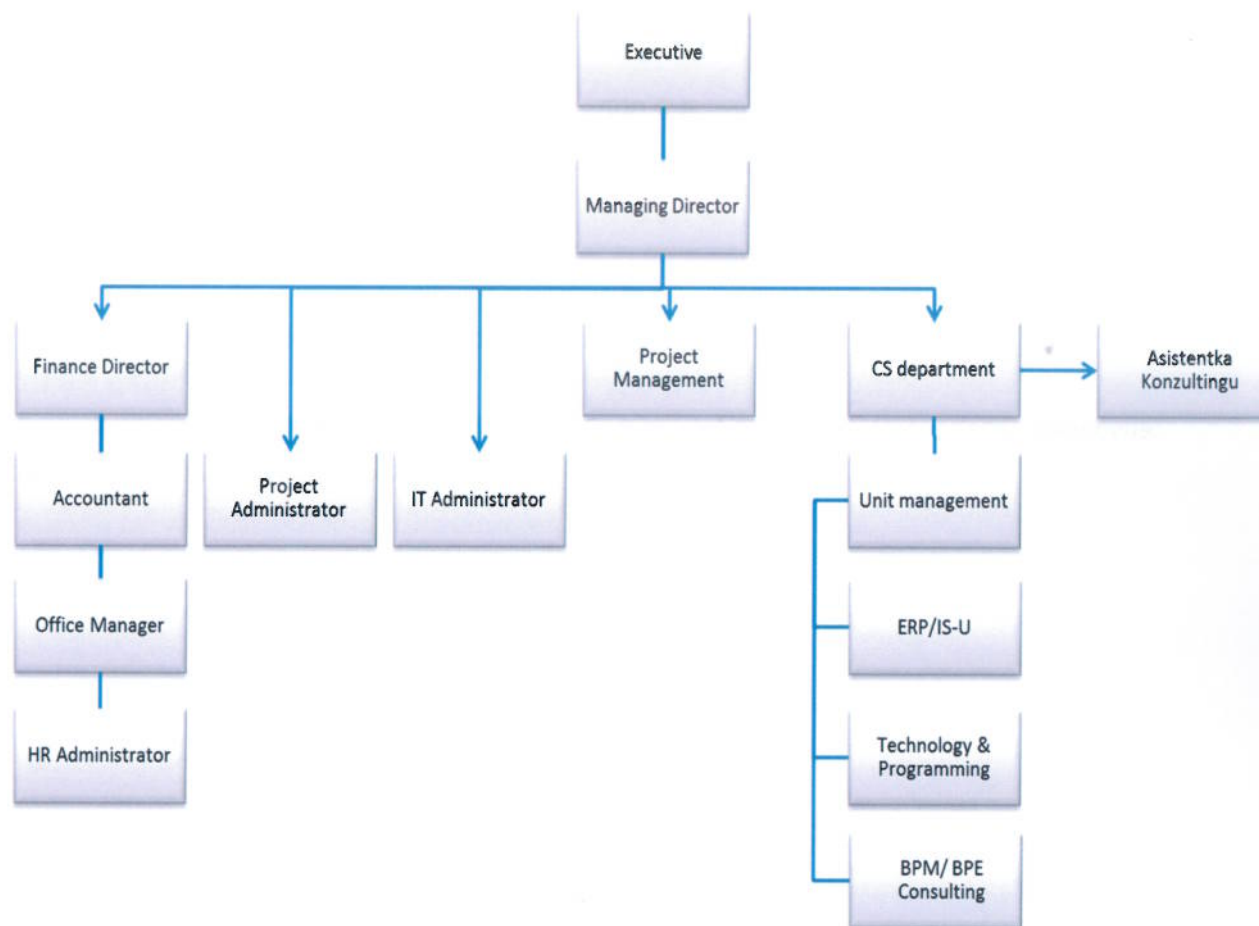 Executive
Managing Director
Finance Director
Project
Management
CS department
Asistentka
Konzultingu
Accountant
Project
Administrator
IT Administrator
Unit management
Office Manager
ERP/IS-U
HR Administrator
Technology &
Programming
BPM/ BPE
Consulting